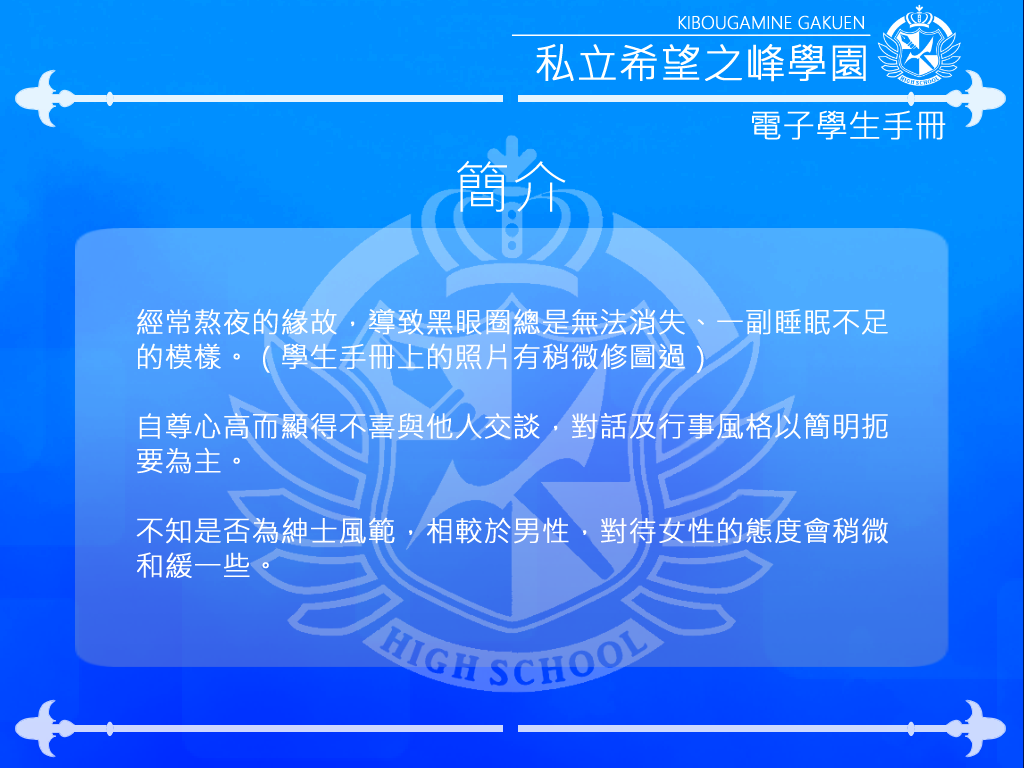 KIBOUGAMINE GAKUEN
私立希望之峰學園
HIGH SCHOOL
電子學生手冊
簡介
經常熬夜的緣故，導致黑眼圈總是無法消失、一副睡眠不足
的模樣。（學生手冊上的照片有稍微修圖過）
自尊心高而顯得不喜與他人交談，對話及行事風格以簡明扼
要為主。
不知是否為紳士風範，相較於男性，對待女性的態度會稍微
和緩一些。
HIGH SCHOOL